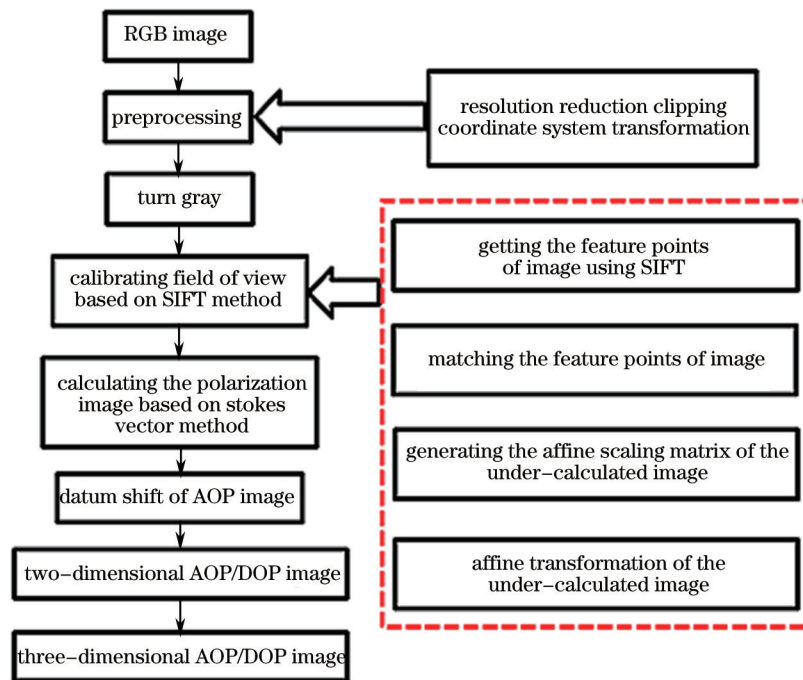 RGB image
preprocessing
resolution reduction clipping
coordinate system transformation
turn gray
calibrating field of view
based on SIFT method
getting the feature points
of image using SIFT
matching the feature points of image
generating the affine scaling matrix of the
under-calculated image
affine transformation of the
under-calculated image
calculating the polarization
image based on stokes
vector method
datum shift of AOP image
two-dimensional AOP/DOP image
three-dimensional AOP/DOP image